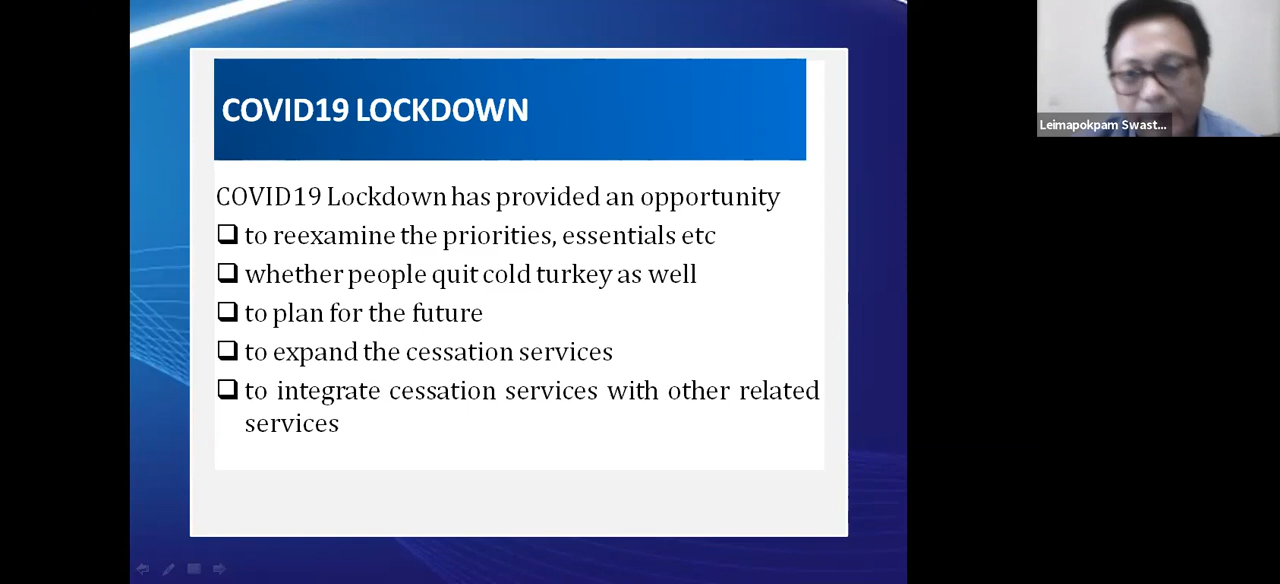 COVID19 LOCKDOWN
COVID19 Lockdown has provided an opportunity
❑ to reexamine the priorities, essentials etc
❑ whether people quit cold turkey as well
❑ to plan for the future
❑ to expand the cessation services
❑ to integrate cessation services with other related
services
Leimapokpam Swast...